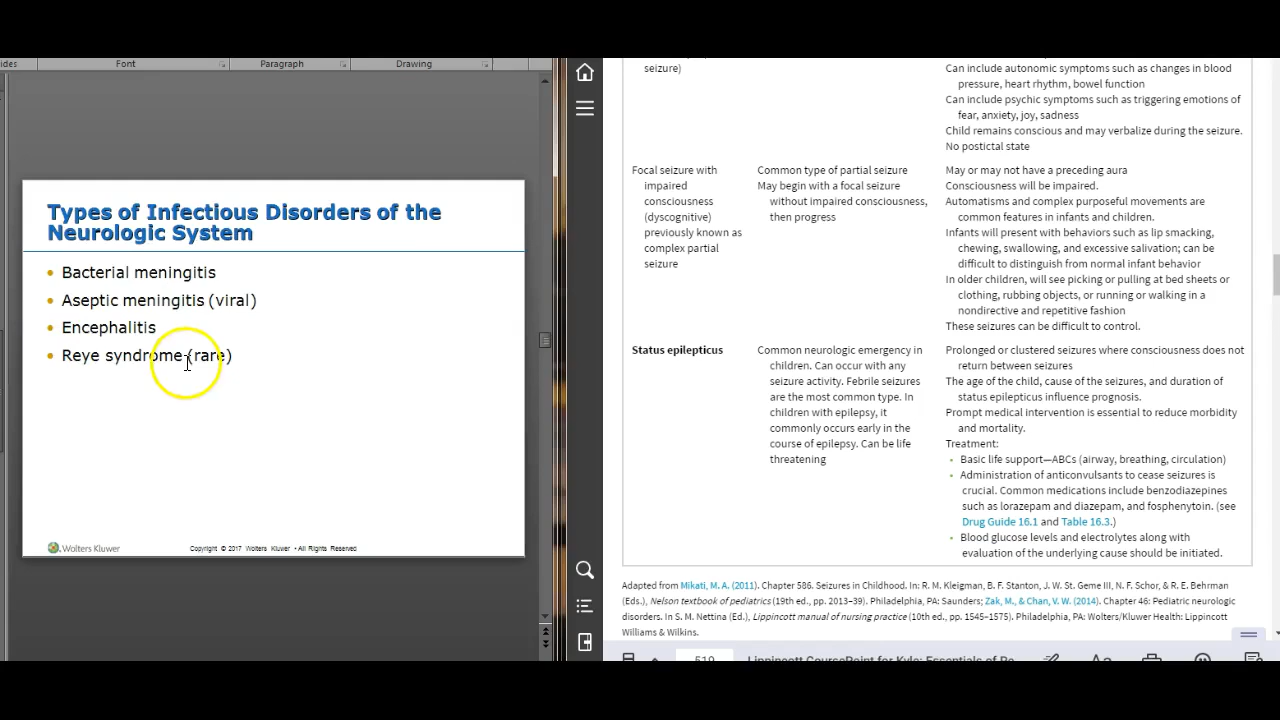 ides
Font
Paragraph
Drawing
Types of Infectious Disorders of the
Neurologic System
• Bacterial meningitis
• Aseptic meningitis (viral)
• Encephalitis
• Reye syndrome (rare)
Wolters Kluwer
Copyright © 2017 Wolters Kluwer • All Rights Reserved
seizure)
Can include autonomic symptoms such as changes in blood
pressure, heart rhythm, bowel function
Can include psychic symptoms such as triggering emotions of
fear, anxiety, joy, sadness
Child remains conscious and may verbalize during the seizure.
No postictal state
Focal seizure with
impaired
consciousness
(dyscognitive)
previously known as
complex partial
seizure
Common type of partial seizure
May begin with a focal seizure
without impaired consciousness,
then progress
May or may not have a preceding aura
Consciousness will be impaired.
Automatisms and complex purposeful movements are
common features in infants and children.
Infants will present with behaviors such as lip smacking,
chewing, swallowing, and excessive salivation; can be
difficult to distinguish from normal infant behavior
In older children, will see picking or pulling at bed sheets or
clothing, rubbing objects, or running or walking in a
nondirective and repetitive fashion
These seizures can be difficult to control.
Status epilepticus
Common neurologic emergency in
children. Can occur with any
seizure activity. Febrile seizures
are the most common type. In
children with epilepsy, it
commonly occurs early in the
course of epilepsy. Can be life
threatening
Prolonged or clustered seizures where consciousness does not
return between seizures
The age of the child, cause of the seizures, and duration of
status epilepticus influence prognosis.
Prompt medical intervention is essential to reduce morbidity
and mortality.
Treatment:
• Basic life support—ABCs (airway, breathing, circulation)
• Administration of anticonvulsants to cease seizures is
crucial. Common medications include benzodiazepines
such as lorazepam and diazepam, and fosphenytoin. (see
Drug Guide 16.1 and Table 16.3.)
• Blood glucose levels and electrolytes along with
evaluation of the underlying cause should be initiated.
Adapted from Mikati, M. A. (2011). Chapter 586. Seizures in Childhood. In: R. M. Kleigman, B. F. Stanton, J. W. St. Geme III, N. F. Schor, & R. E. Behrman
(Eds.), Nelson textbook of pediatrics (19th ed., pp. 2013–39). Philadelphia, PA: Saunders; Zak, M., & Chan, V. W. (2014). Chapter 46: Pediatric neurologic
disorders. In S. M. Nettina (Ed.), Lippincott manual of nursing practice (10th ed., pp. 1545–1575). Philadelphia, PA: Wolters/Kluwer Health: Lippincott
Williams & Wilkins.
519
Lippincott CoursePoint for Kyle: Essentials of Pe
Aa